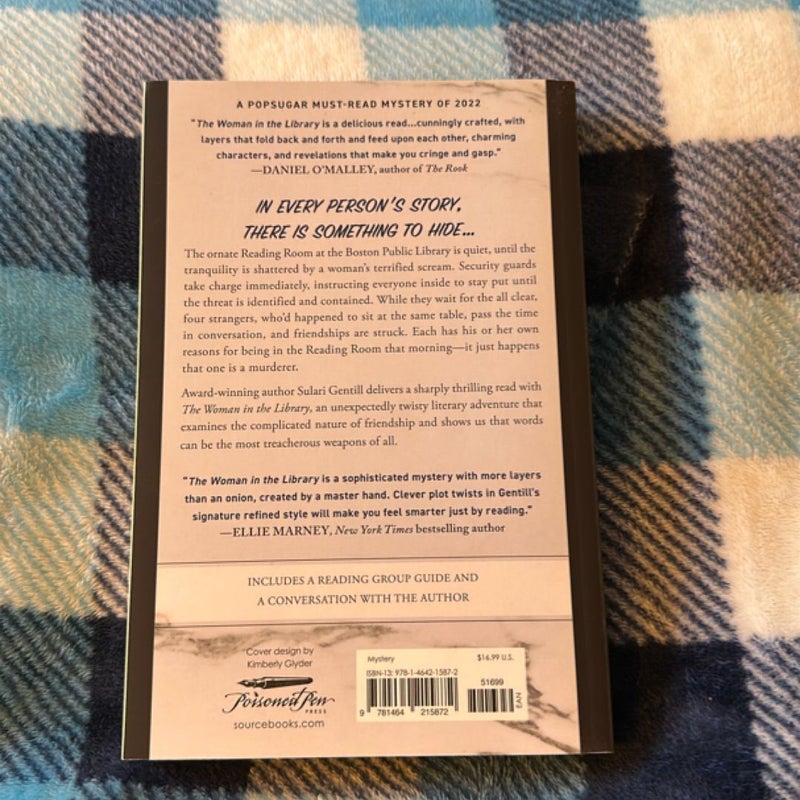 A POPSUGAR MUST-READ MYSTERY OF 2022
"The Woman in the Library is a delicious read...cunningly crafted, with
layers that fold back and forth and feed upon each other, charming
characters, and revelations that make you cringe and gasp."
—DANIEL O'MALLEY, author of The Rook
IN EVERY PERSON'S STORY,
THERE IS SOMETHING TO HIDE...
The ornate Reading Room at the Boston Public Library is quiet, until the
tranquility is shattered by a woman's terrified scream. Security guards
take charge immediately, instructing everyone inside to stay put until
the threat is identified and contained. While they wait for the all clear,
four strangers, who'd happened to sit at the same table, pass the time
in conversation, and friendships are struck. Each has his or her own
reasons for being in the Reading Room that morning—it just happens
that one is a murderer.
Award-winning author Sulari Gentill delivers a sharply thrilling read with
The Woman in the Library, an unexpectedly twisty literary adventure that
examines the complicated nature of friendship and shows us that words
can be the most treacherous weapons of all.
"The Woman in the Library is a sophisticated mystery with more layers
than an onion, created by a master hand. Clever plot twists in Gentill's
signature refined style will make you feel smarter just by reading."
—ELLIE MARNEY, New York Times bestselling author
INCLUDES A READING GROUP GUIDE AND
A CONVERSATION WITH THE AUTHOR
Cover design by
Kimberly Glyder
Poisoned Pen
PRESS
sourcebooks.com
Mystery $16.99 U.S.
ISBN-13: 978-1-4642-1587-2
51699
EAN
9 781464 215872